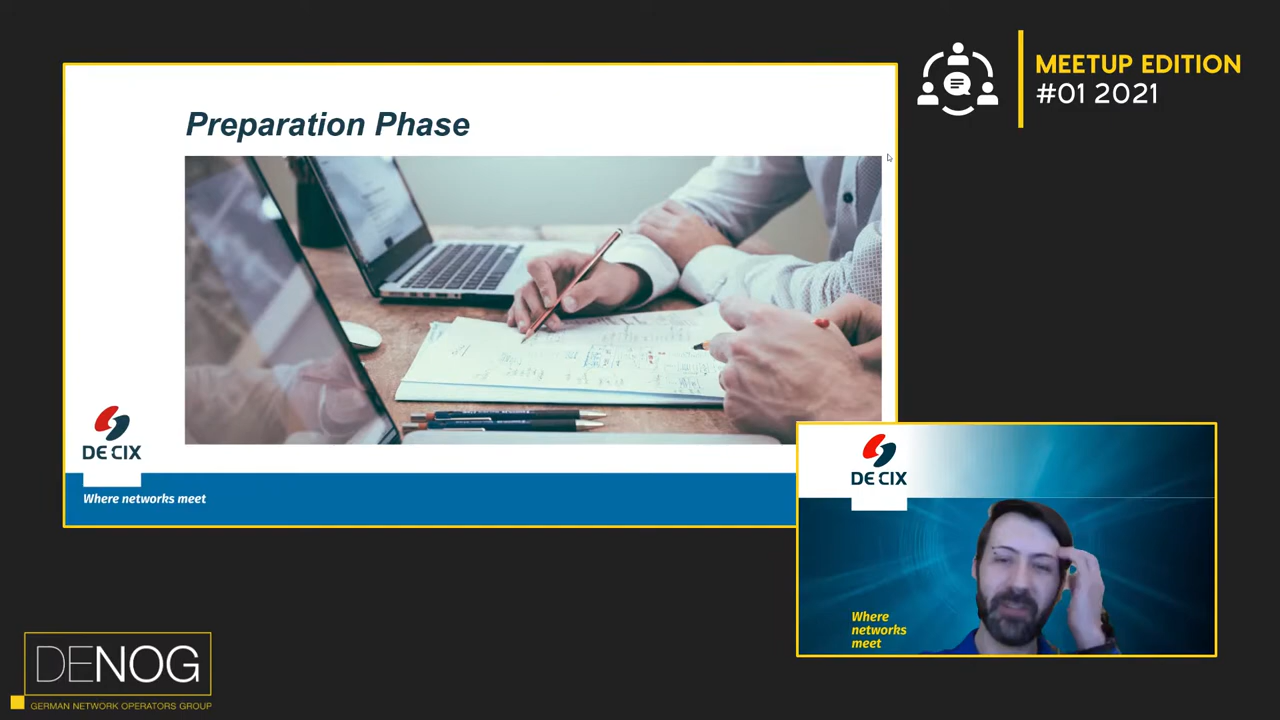 MEETUP EDITION
#01 2021
Preparation Phase
DE CIX
Where networks meet
DE CIX
Where
networks
meet
DENOG
GERMAN NETWORK OPERATORS GROUP